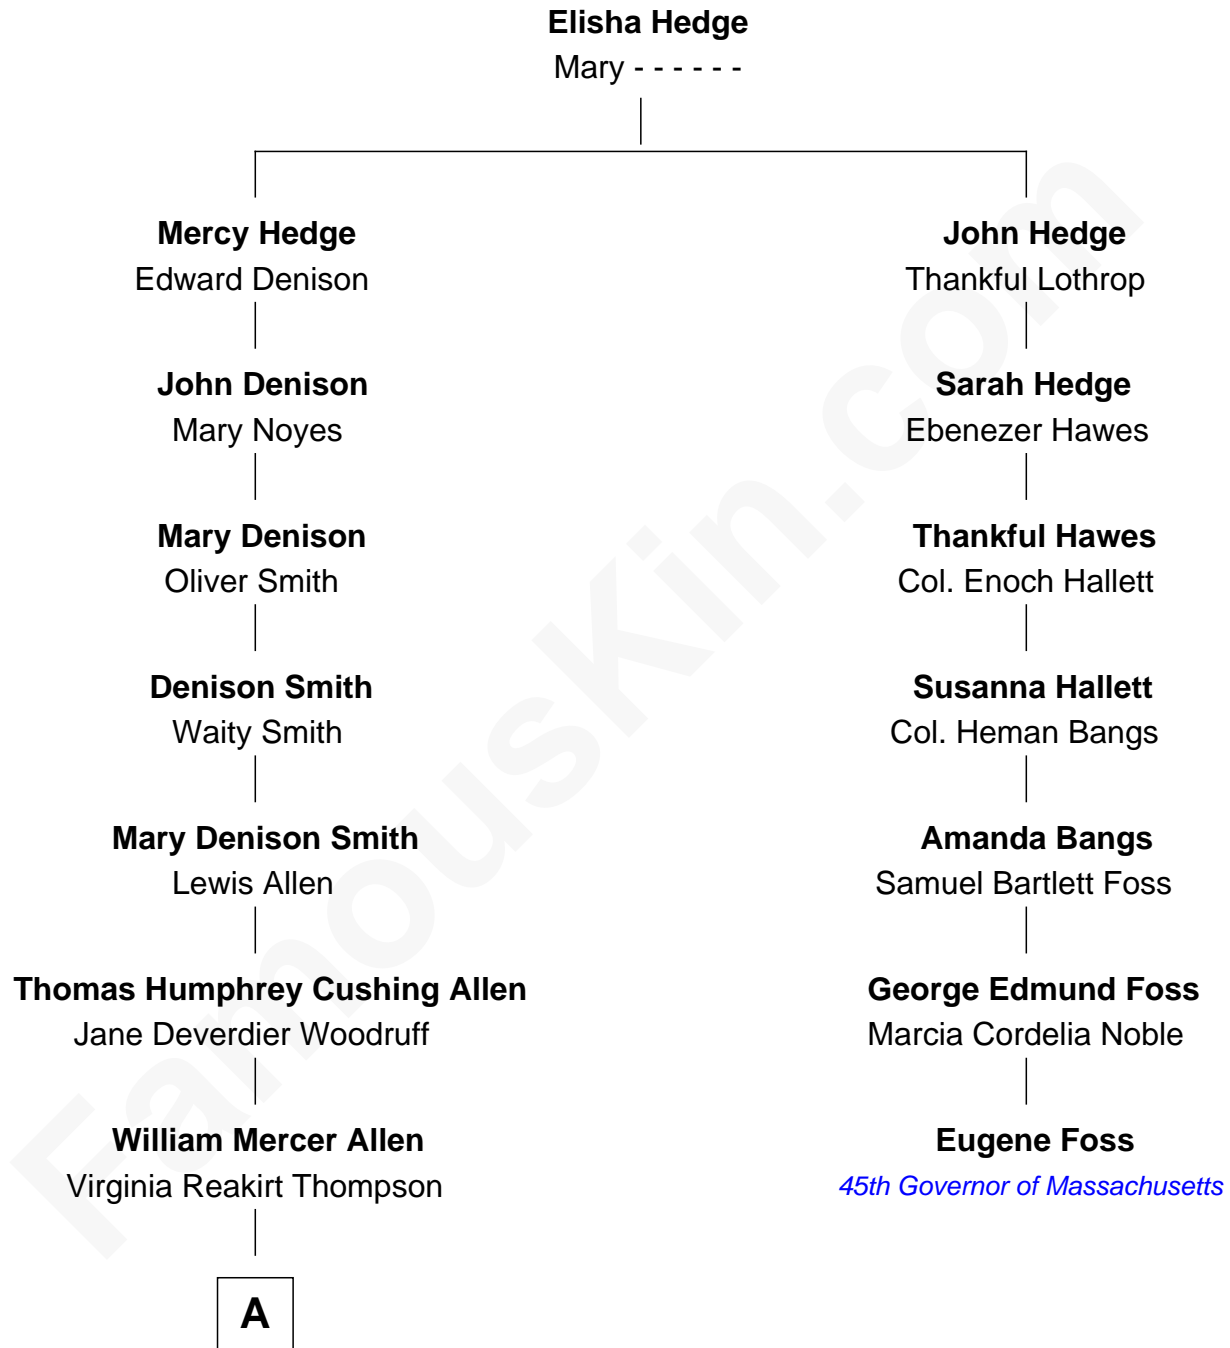 Elisha Hedge
Mary - - - - - -
Mercy Hedge
Edward Denison
John Hedge
Thankful Lothrop
John Denison
Mary Noyes
Sarah Hedge
Ebenezer Hawes
Mary Denison
Oliver Smith
Thankful Hawes
Col. Enoch Hallett
Denison Smith
Waity Smith
Susanna Hallett
Col. Heman Bangs
Mary Denison Smith
Lewis Allen
Amanda Bangs
Samuel Bartlett Foss
Thomas Humphrey Cushing Allen
Jane Deverdier Woodruff
George Edmund Foss
Marcia Cordelia Noble
William Mercer Allen
Virginia Reakirt Thompson
Eugene Foss
45th Governor of Massachusetts
A
FamousKin.com